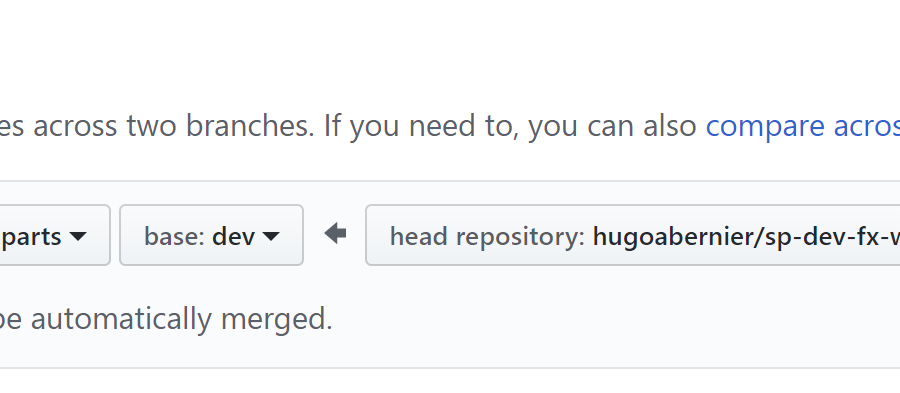 es across two branches. If you need to, you can also compare acros
parts base: dev head repository: hugoabernier/sp-dev-fx-w
be automatically merged.